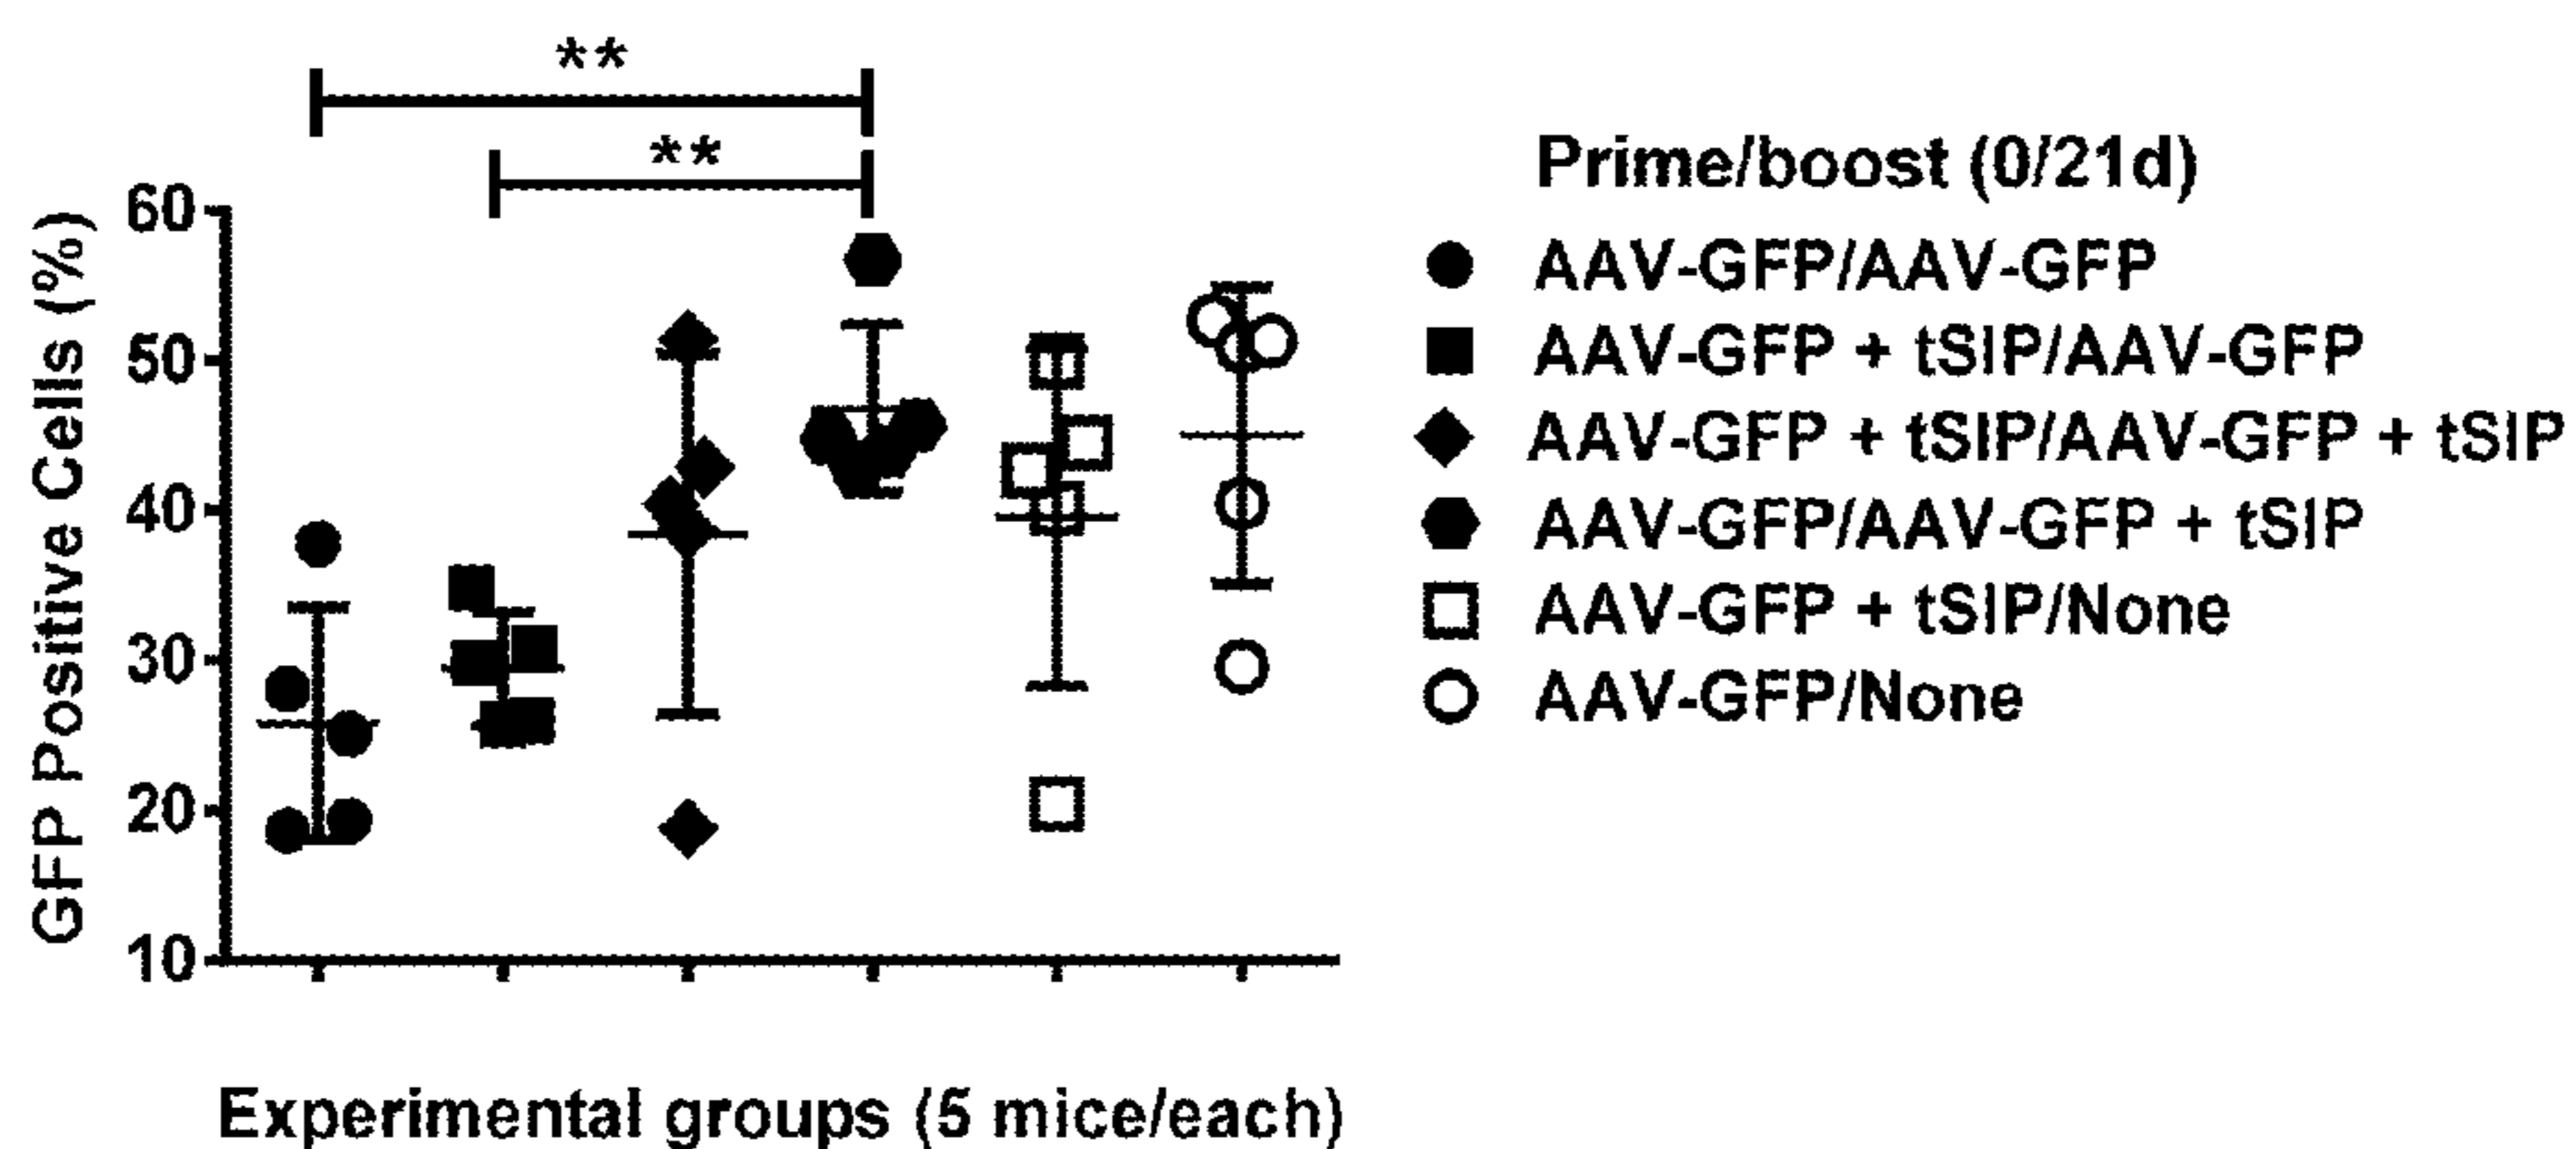 **
**
GFP Positive Cells (%)
60
50
40
30
20
10
Experimental groups (5 mice/each)
Prime/boost (0/21d)
AAV-GFP/AAV-GFP
AAV-GFP + tSIP/AAV-GFP
AAV-GFP + tSIP/AAV-GFP + tSIP
AAV-GFP/AAV-GFP + tSIP
AAV-GFP + tSIP/None
AAV-GFP/None